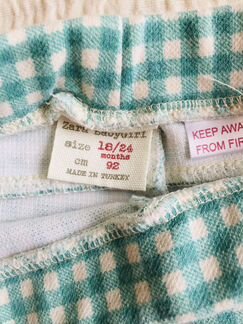 Zara BabyGirl
size 18/24
months
cm 92
MADE IN TURKEY
KEEP AWA
FROM FIR